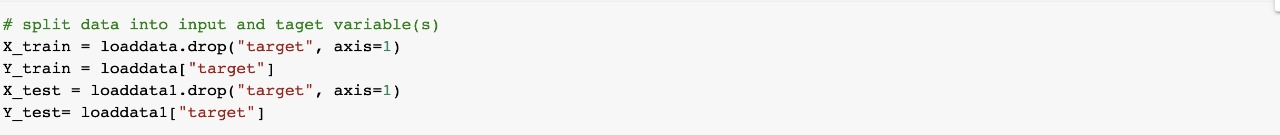 # split data into input and taget variable(s)
X_train = loaddata.drop("target", axis=1)
Y_train = loaddata["target"]
X_test = loaddata1.drop("target", axis=1)
Y_test= loaddata1["target"]